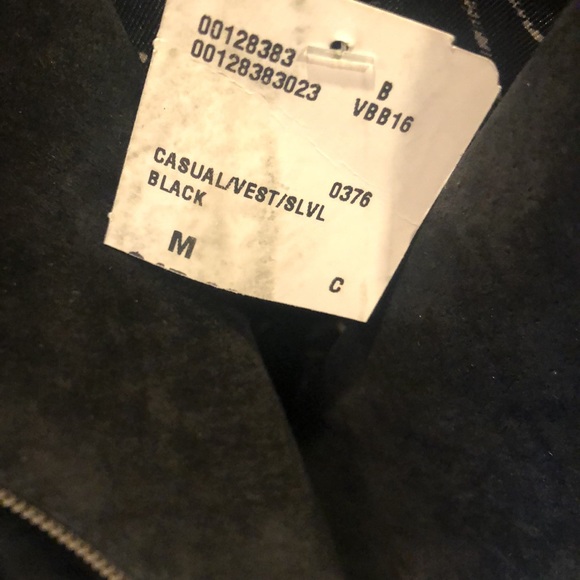 00128383
00128383023
B
VBB16
CASUAL/VEST/SLVL 0376
BLACK
M
C